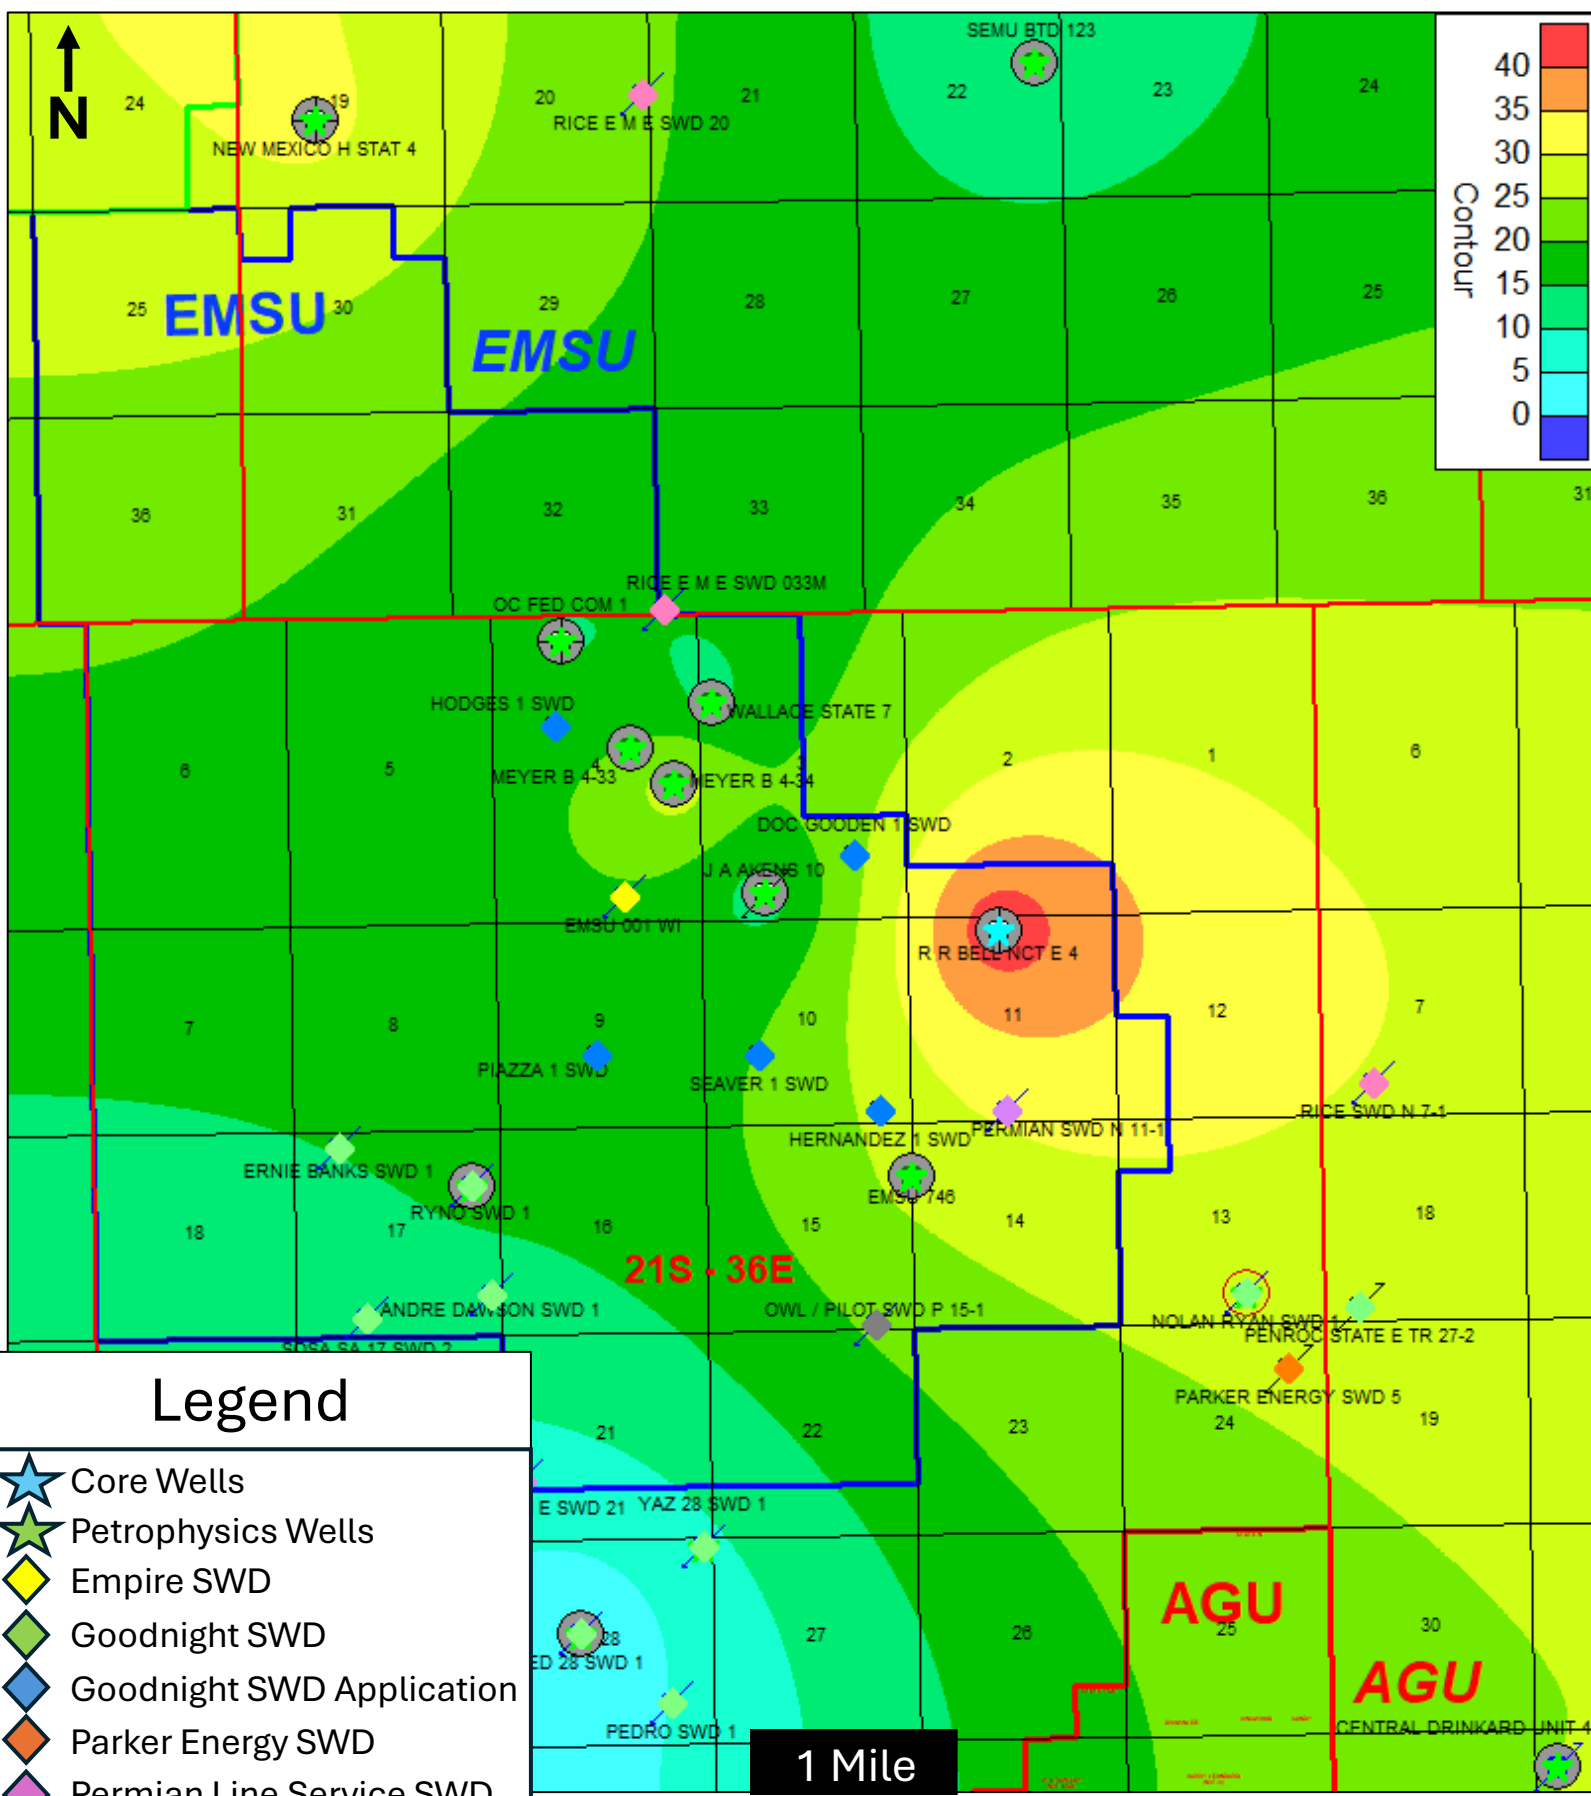 SEMU BTD 123
40
35
30
25
20
15
10
5
0
Contour
N
24
19
20
21
22
23
24
RICE E M E SWD 20
NEW MEXICO H STAT 4
25
EMSU
30
29
28
27
26
25
EMSU
36
31
32
33
34
35
36
31
RICE E M E SWD 033M
OC FED COM 1
HODGES 1 SWD
WALLACE STATE 7
6
5
4
3
2
1
6
MEYER B 4-33
MEYER B 4-34
DOC GOODEN 1 SWD
J A AKENS 10
EMSU 001 WI
R R BELL NCT E 4
7
8
9
10
11
12
7
PIAZZA 1 SWD
SEAVER 1 SWD
RICE SWD N 7-1
HERNANDEZ 1 SWD
PERMIAN SWD N 11-1
ERNIE BANKS SWD 1
RYNO SWD 1
EMSU 746
18
17
16
15
14
13
18
21S - 36E
ANDRE DAWSON SWD 1
OWL / PILOT SWD P 15-1
NOLAN RYAN SWD 1
PENROC STATE E TR 27-2
SOSA SA 17 SWD 2
PARKER ENERGY SWD 5
21
22
23
24
19
E SWD 21
YAZ 28 SWD 1
AGU
28
27
26
25
30
ED 28 SWD 1
AGU
PEDRO SWD 1
CENTRAL DRINKARD UNIT 4
1 Mile
Legend
Core Wells
Petrophysics Wells
Empire SWD
Goodnight SWD
Goodnight SWD Application
Parker Energy SWD
Permian Line Service SWD